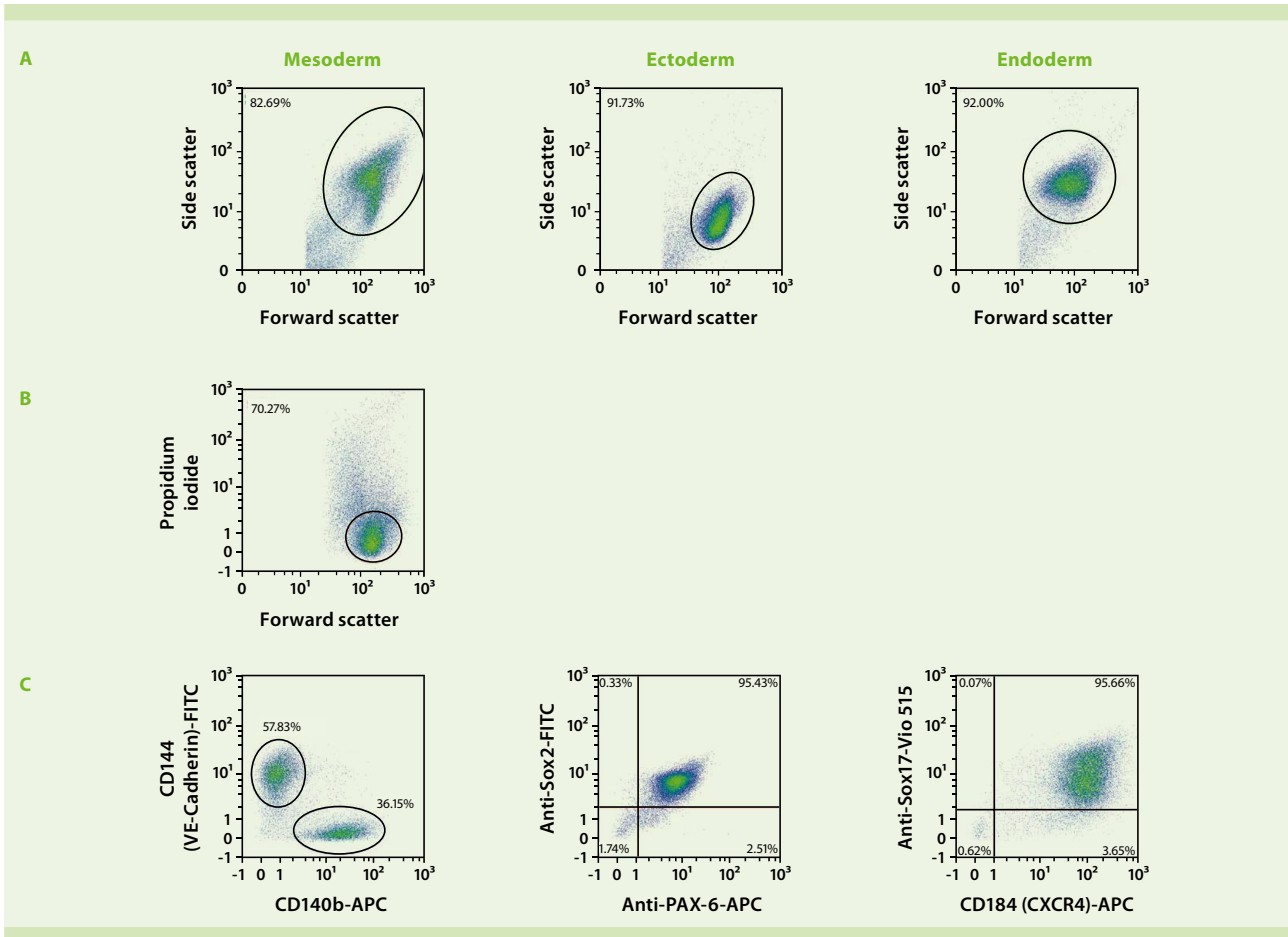 A
Mesoderm
Ectoderm
Endoderm
82.69%
10³
10²
10¹
0
Side scatter
0 10¹ 10² 10³
Forward scatter
91.73%
10³
10²
10¹
0
Side scatter
0 10¹ 10² 10³
Forward scatter
92.00%
10³
10²
10¹
0
Side scatter
0 10¹ 10² 10³
Forward scatter
B
70.27%
10³
10²
10¹
1
0
-1
Propidium
iodide
0 10¹ 10² 10³
Forward scatter
C
57.83%
36.15%
10³
10²
10¹
1
0
-1
CD144
(VE-Cadherin)-FITC
-1 0 1 10¹ 10² 10³
CD140b-APC
0.33% 95.43%
1.74% 2.51%
10³
10²
10¹
1
0
-1
Anti-Sox2-FITC
-1 0 1 10¹ 10² 10³
Anti-PAX-6-APC
0.07% 95.66%
0.62% 3.65%
10³
10²
10¹
1
0
-1
Anti-Sox17-Vio 515
-1 0 1 10¹ 10² 10³
CD184 (CXCR4)-APC